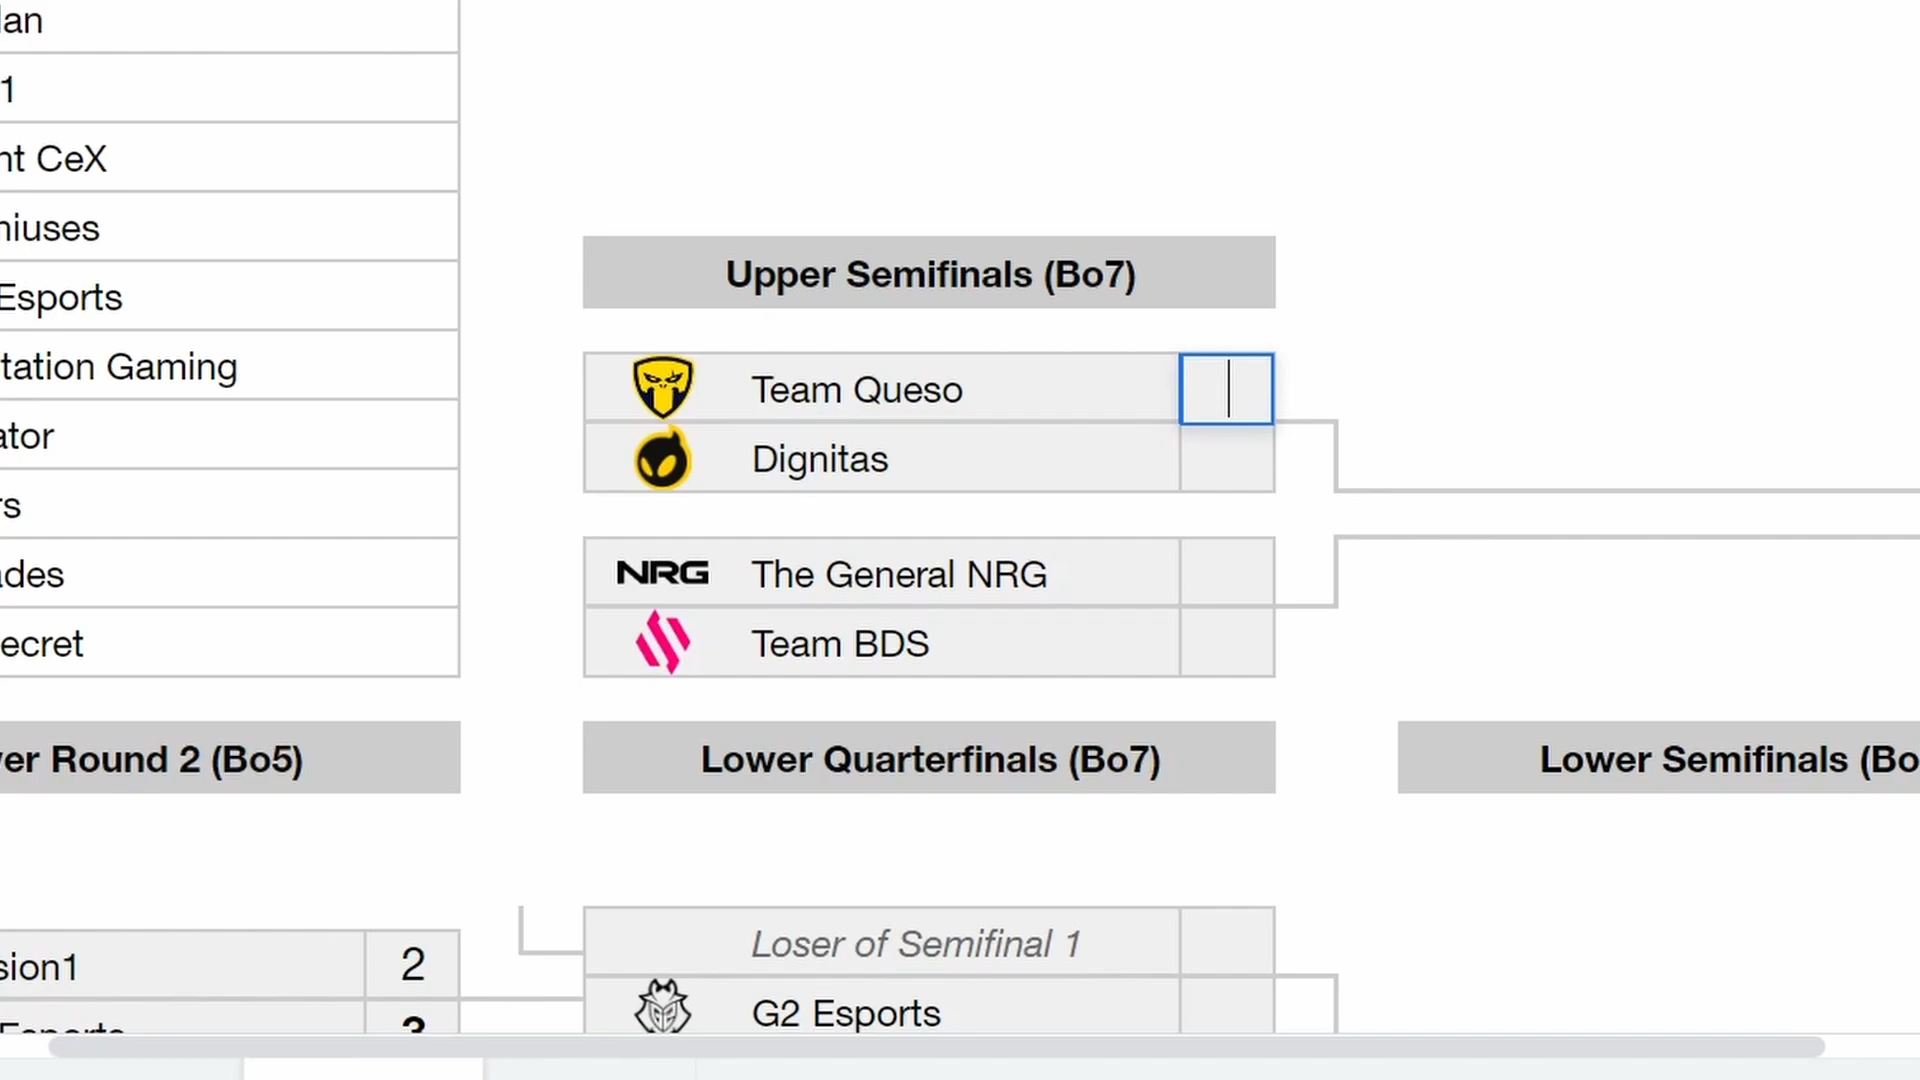 lan
1
nt CeX
niuses
Esports
tation Gaming
ator
rs
ades
ecret
Upper Semifinals (Bo7)
Team Queso
Dignitas
NRG The General NRG
Team BDS
er Round 2 (Bo5)
Lower Quarterfinals (Bo7)
Lower Semifinals (Bo
sion1 2
Esports 3
Loser of Semifinal 1
G2 Esports